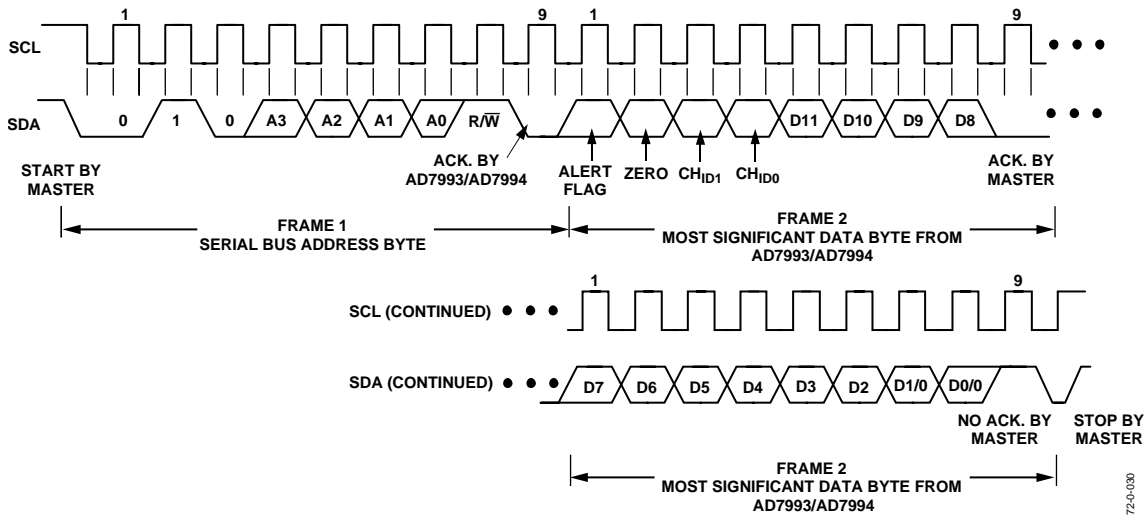 1 9 1 9
SCL
SDA 0 1 0 A3 A2 A1 A0 R/W̅ D11 D10 D9 D8
START BY
MASTER
ACK. BY
AD7993/AD7994
ALERT
FLAG
ZERO
CHID1
CHID0
ACK. BY
MASTER
FRAME 1
SERIAL BUS ADDRESS BYTE
FRAME 2
MOST SIGNIFICANT DATA BYTE FROM
AD7993/AD7994
1 9
SCL (CONTINUED)
SDA (CONTINUED) D7 D6 D5 D4 D3 D2 D1/0 D0/0
NO ACK. BY
MASTER
STOP BY
MASTER
FRAME 2
MOST SIGNIFICANT DATA BYTE FROM
AD7993/AD7994
72-0-030